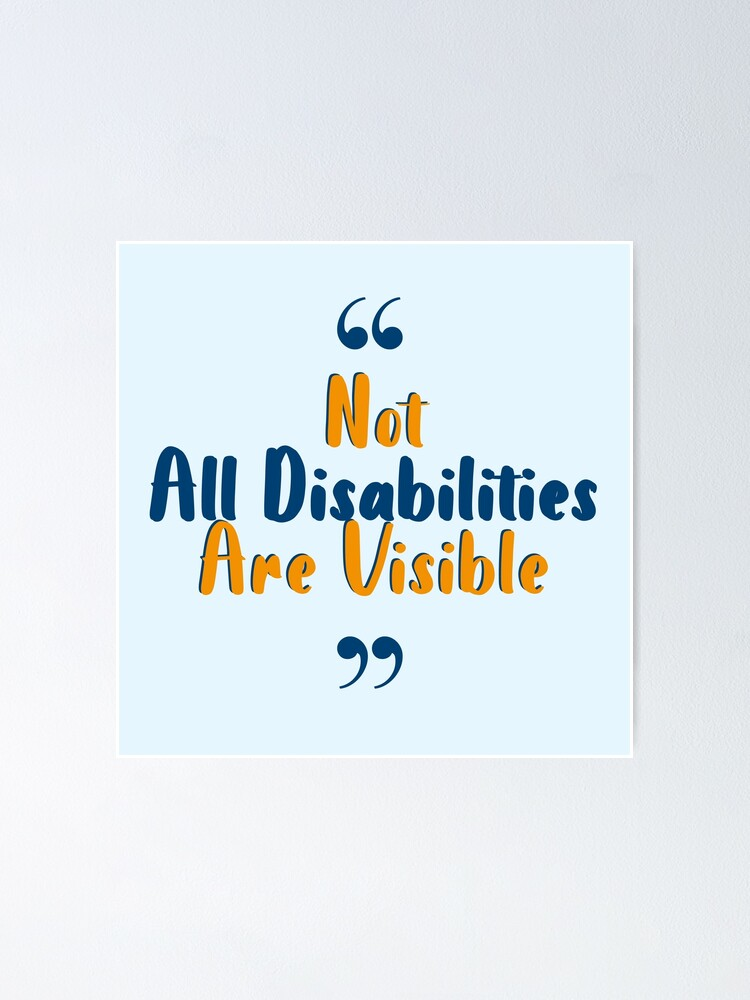 “
Not
All Disabilities
Are Visible
”